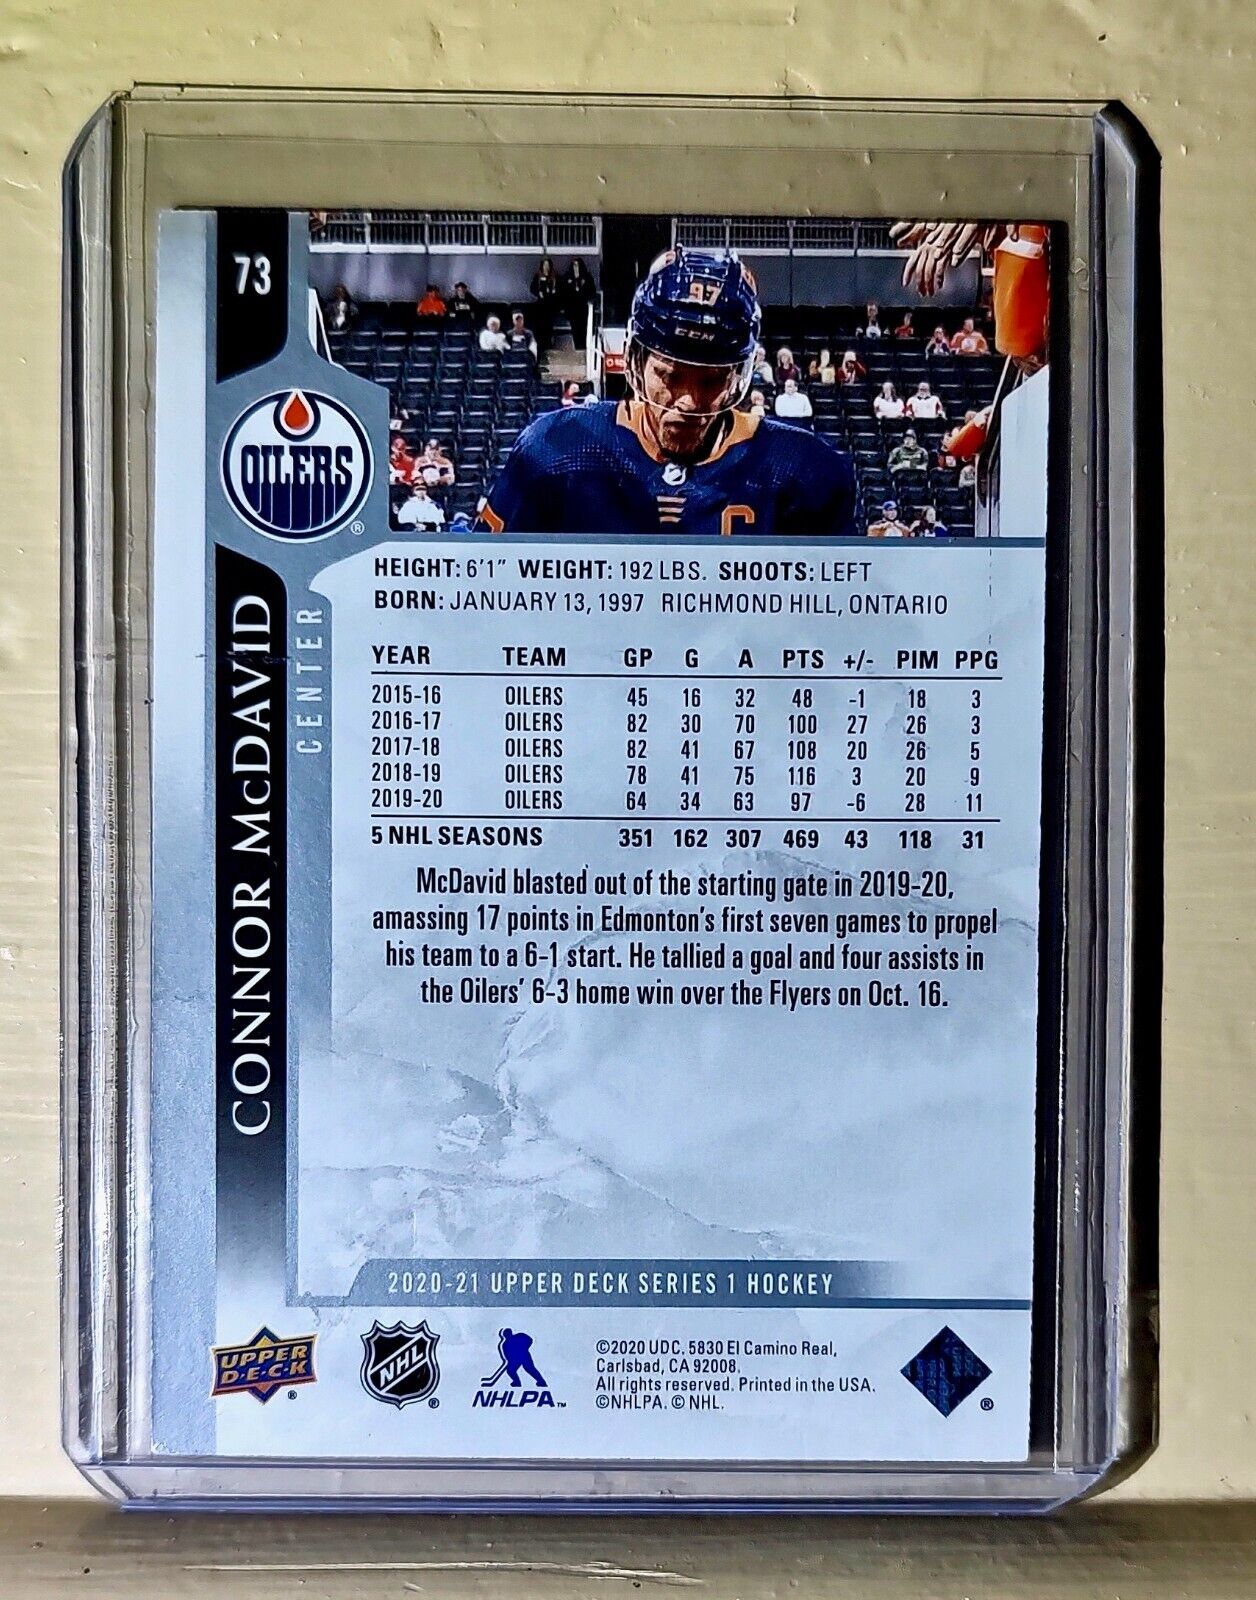 73
97
CCM
C
OILERS
®
CONNOR McDAVID
CENTER
HEIGHT: 6'1" WEIGHT: 192 LBS. SHOOTS: LEFT
BORN: JANUARY 13, 1997 RICHMOND HILL, ONTARIO
YEAR TEAM GP G A PTS +/- PIM PPG
2015-16 OILERS 45 16 32 48 -1 18 3
2016-17 OILERS 82 30 70 100 27 26 3
2017-18 OILERS 82 41 67 108 20 26 5
2018-19 OILERS 78 41 75 116 3 20 9
2019-20 OILERS 64 34 63 97 -6 28 11
5 NHL SEASONS 351 162 307 469 43 118 31
McDavid blasted out of the starting gate in 2019-20,
amassing 17 points in Edmonton's first seven games to propel
his team to a 6-1 start. He tallied a goal and four assists in
the Oilers' 6-3 home win over the Flyers on Oct. 16.
2020-21 UPPER DECK SERIES 1 HOCKEY
UPPER
D·E·C·K
®
NHL
®
NHLPA™
©2020 UDC. 5830 El Camino Real,
Carlsbad, CA 92008.
All rights reserved. Printed in the USA.
©NHLPA. © NHL.
®